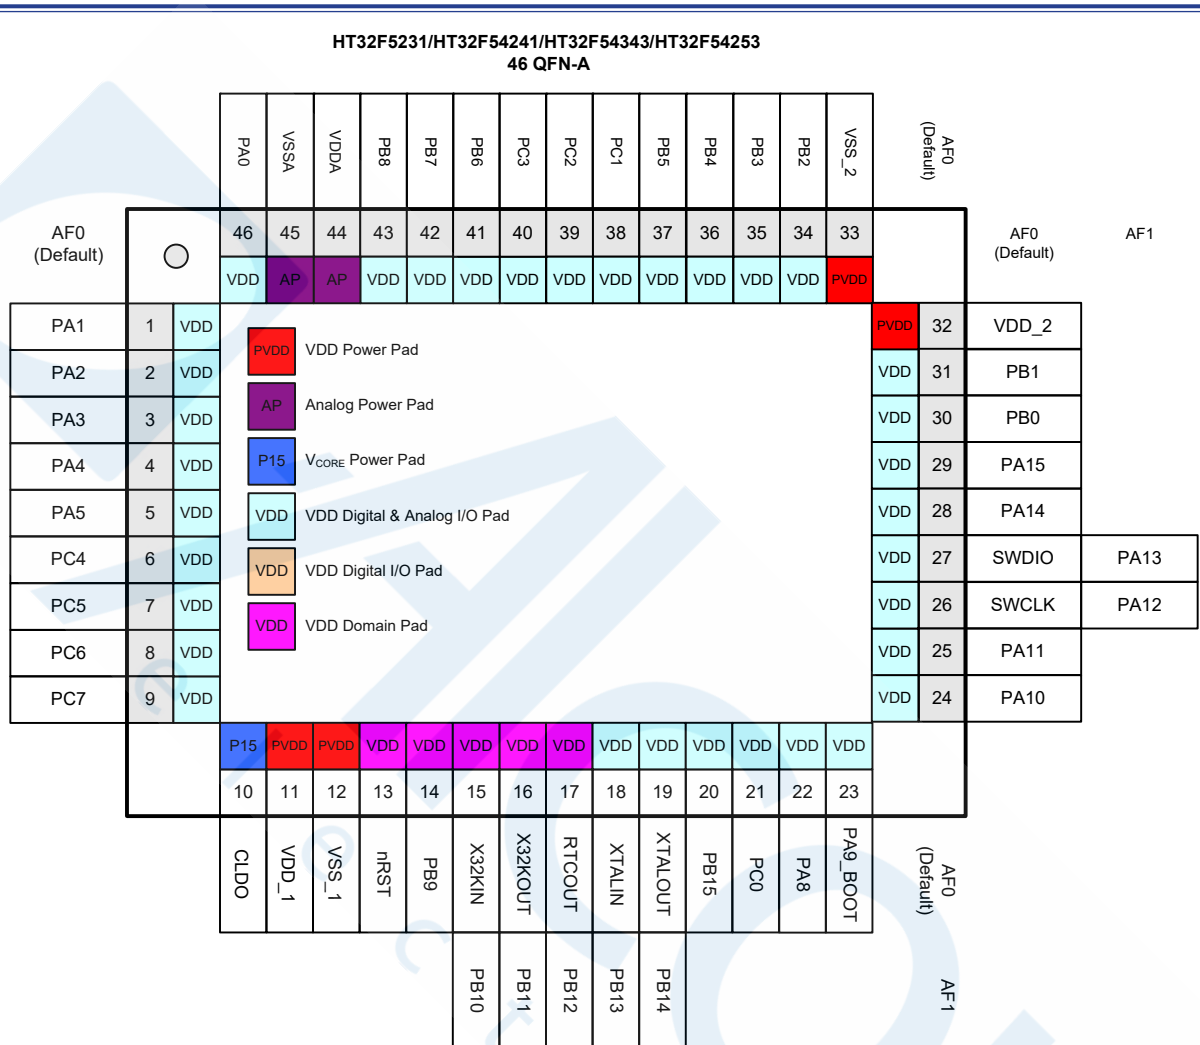 HT32F5231/HT32F54241/HT32F54343/HT32F54253
46 QFN-A
PA0 VSSA VDDA PB8 PB7 PB6 PC3 PC2 PC1 PB5 PB4 PB3 PB2 VSS_2 AF0 (Default)
AF0 (Default) 46 45 44 43 42 41 40 39 38 37 36 35 34 33 AF0 (Default) AF1
VDD AP AP VDD VDD VDD VDD VDD VDD VDD VDD VDD VDD PVDD
PA1 1 VDD PVDD 32 VDD_2
PVDD VDD Power Pad
PA2 2 VDD VDD 31 PB1
AP Analog Power Pad
PA3 3 VDD VDD 30 PB0
PA4 4 VDD P15 VCORE Power Pad VDD 29 PA15
PA5 5 VDD VDD VDD Digital & Analog I/O Pad VDD 28 PA14
PC4 6 VDD VDD VDD Digital I/O Pad VDD 27 SWDIO PA13
PC5 7 VDD VDD VDD Domain Pad VDD 26 SWCLK PA12
PC6 8 VDD VDD 25 PA11
PC7 9 VDD VDD 24 PA10
P15 PVDD PVDD VDD VDD VDD VDD VDD VDD VDD VDD VDD VDD VDD
10 11 12 13 14 15 16 17 18 19 20 21 22 23
CLDO VDD_1 VSS_1 nRST PB9 X32KIN X32KOUT RTCOUT XTALIN XTALOUT PB15 PC0 PA8 PA9_BOOT AF0 (Default)
PB10 PB11 PB12 PB13 PB14 AF1